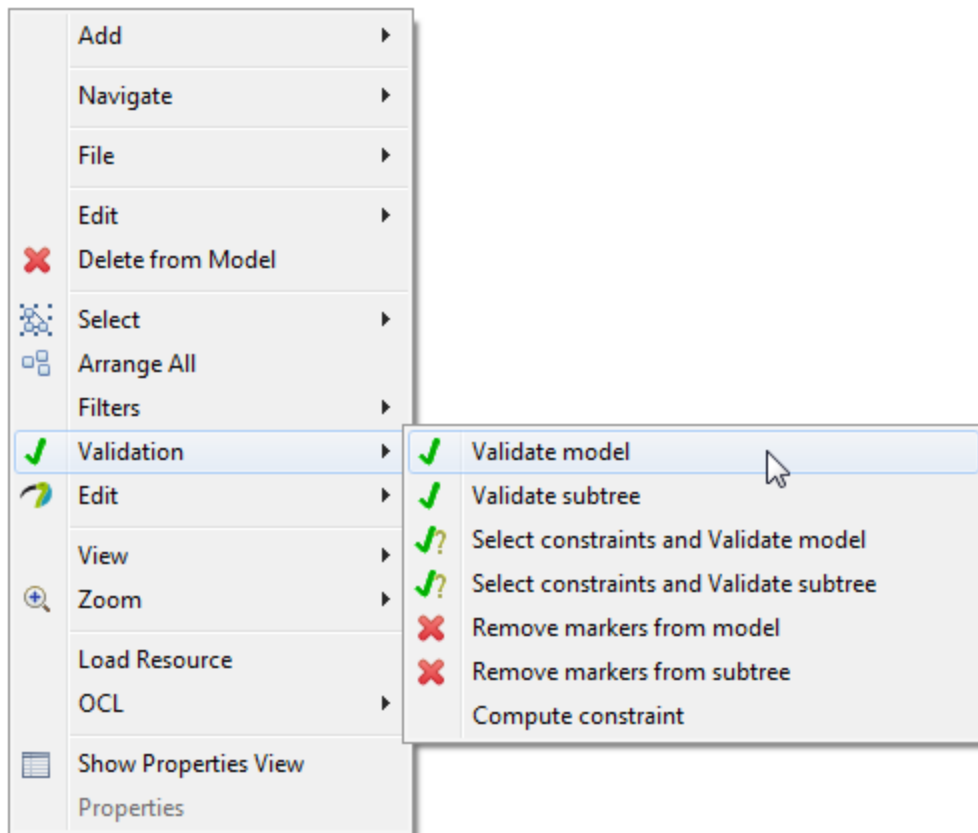 Add
Navigate
File
Edit
Delete from Model
Select
Arrange All
Filters
Validation
Edit
View
Zoom
Load Resource
OCL
Show Properties View
Properties
Validate model
Validate subtree
Select constraints and Validate model
Select constraints and Validate subtree
Remove markers from model
Remove markers from subtree
Compute constraint